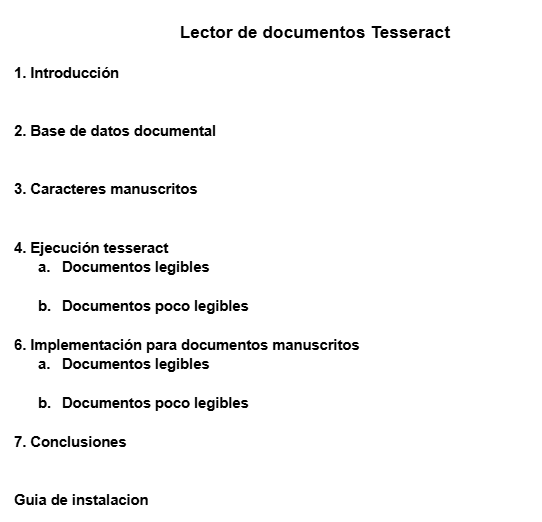 Lector de documentos Tesseract
1. Introducción
2. Base de datos documental
3. Caracteres manuscritos
4. Ejecución tesseract
a. Documentos legibles
b. Documentos poco legibles
6. Implementación para documentos manuscritos
a. Documentos legibles
b. Documentos poco legibles
7. Conclusiones
Guia de instalacion